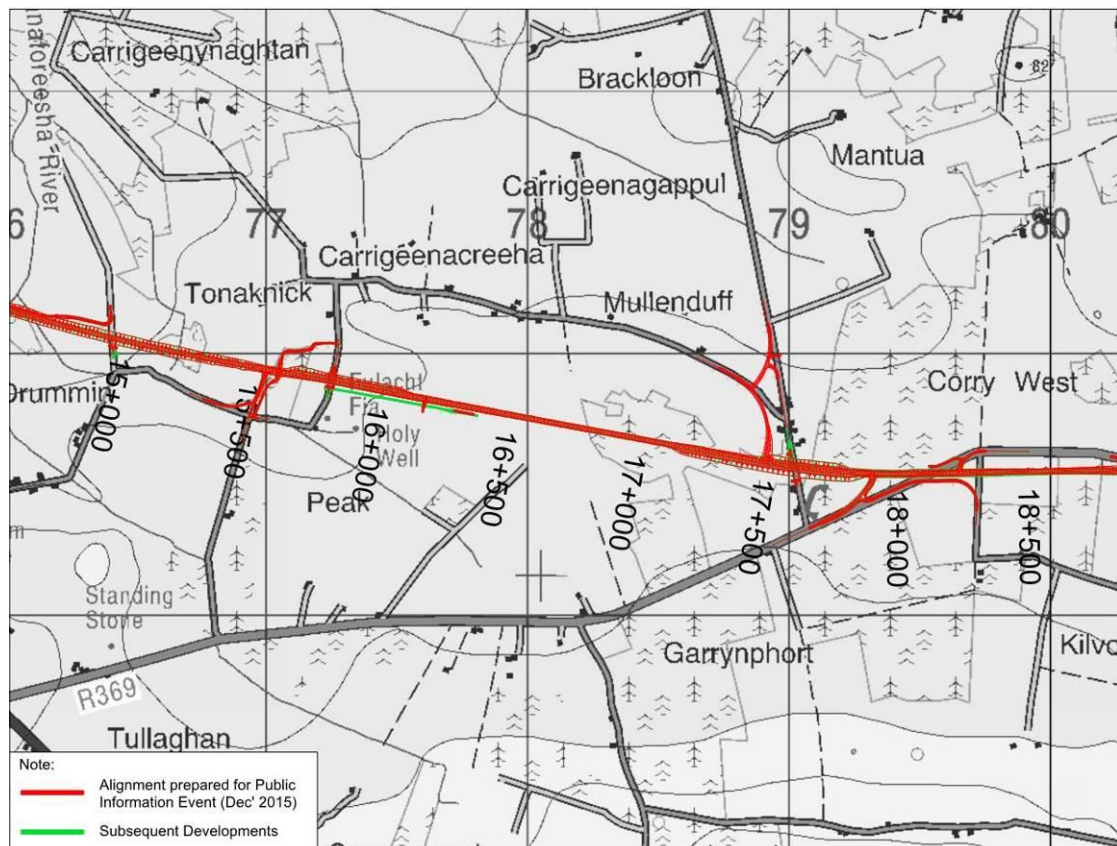 Carrigeenynaghtan
Brackloon
82
Mantua
Carrigeenagappul
6
77
78
79
80
Carrigeenacreeha
Tonaknick
Mullenduff
River
Drummin
Fulacht
Fia
Holy
Well
Corry West
15+000
15+500
16+000
16+500
17+000
17+500
18+000
18+500
Peak
Standing
Stone
Garrynphort
R369
Tullaghan
Note:
Alignment prepared for Public
Information Event (Dec' 2015)
Subsequent Developments